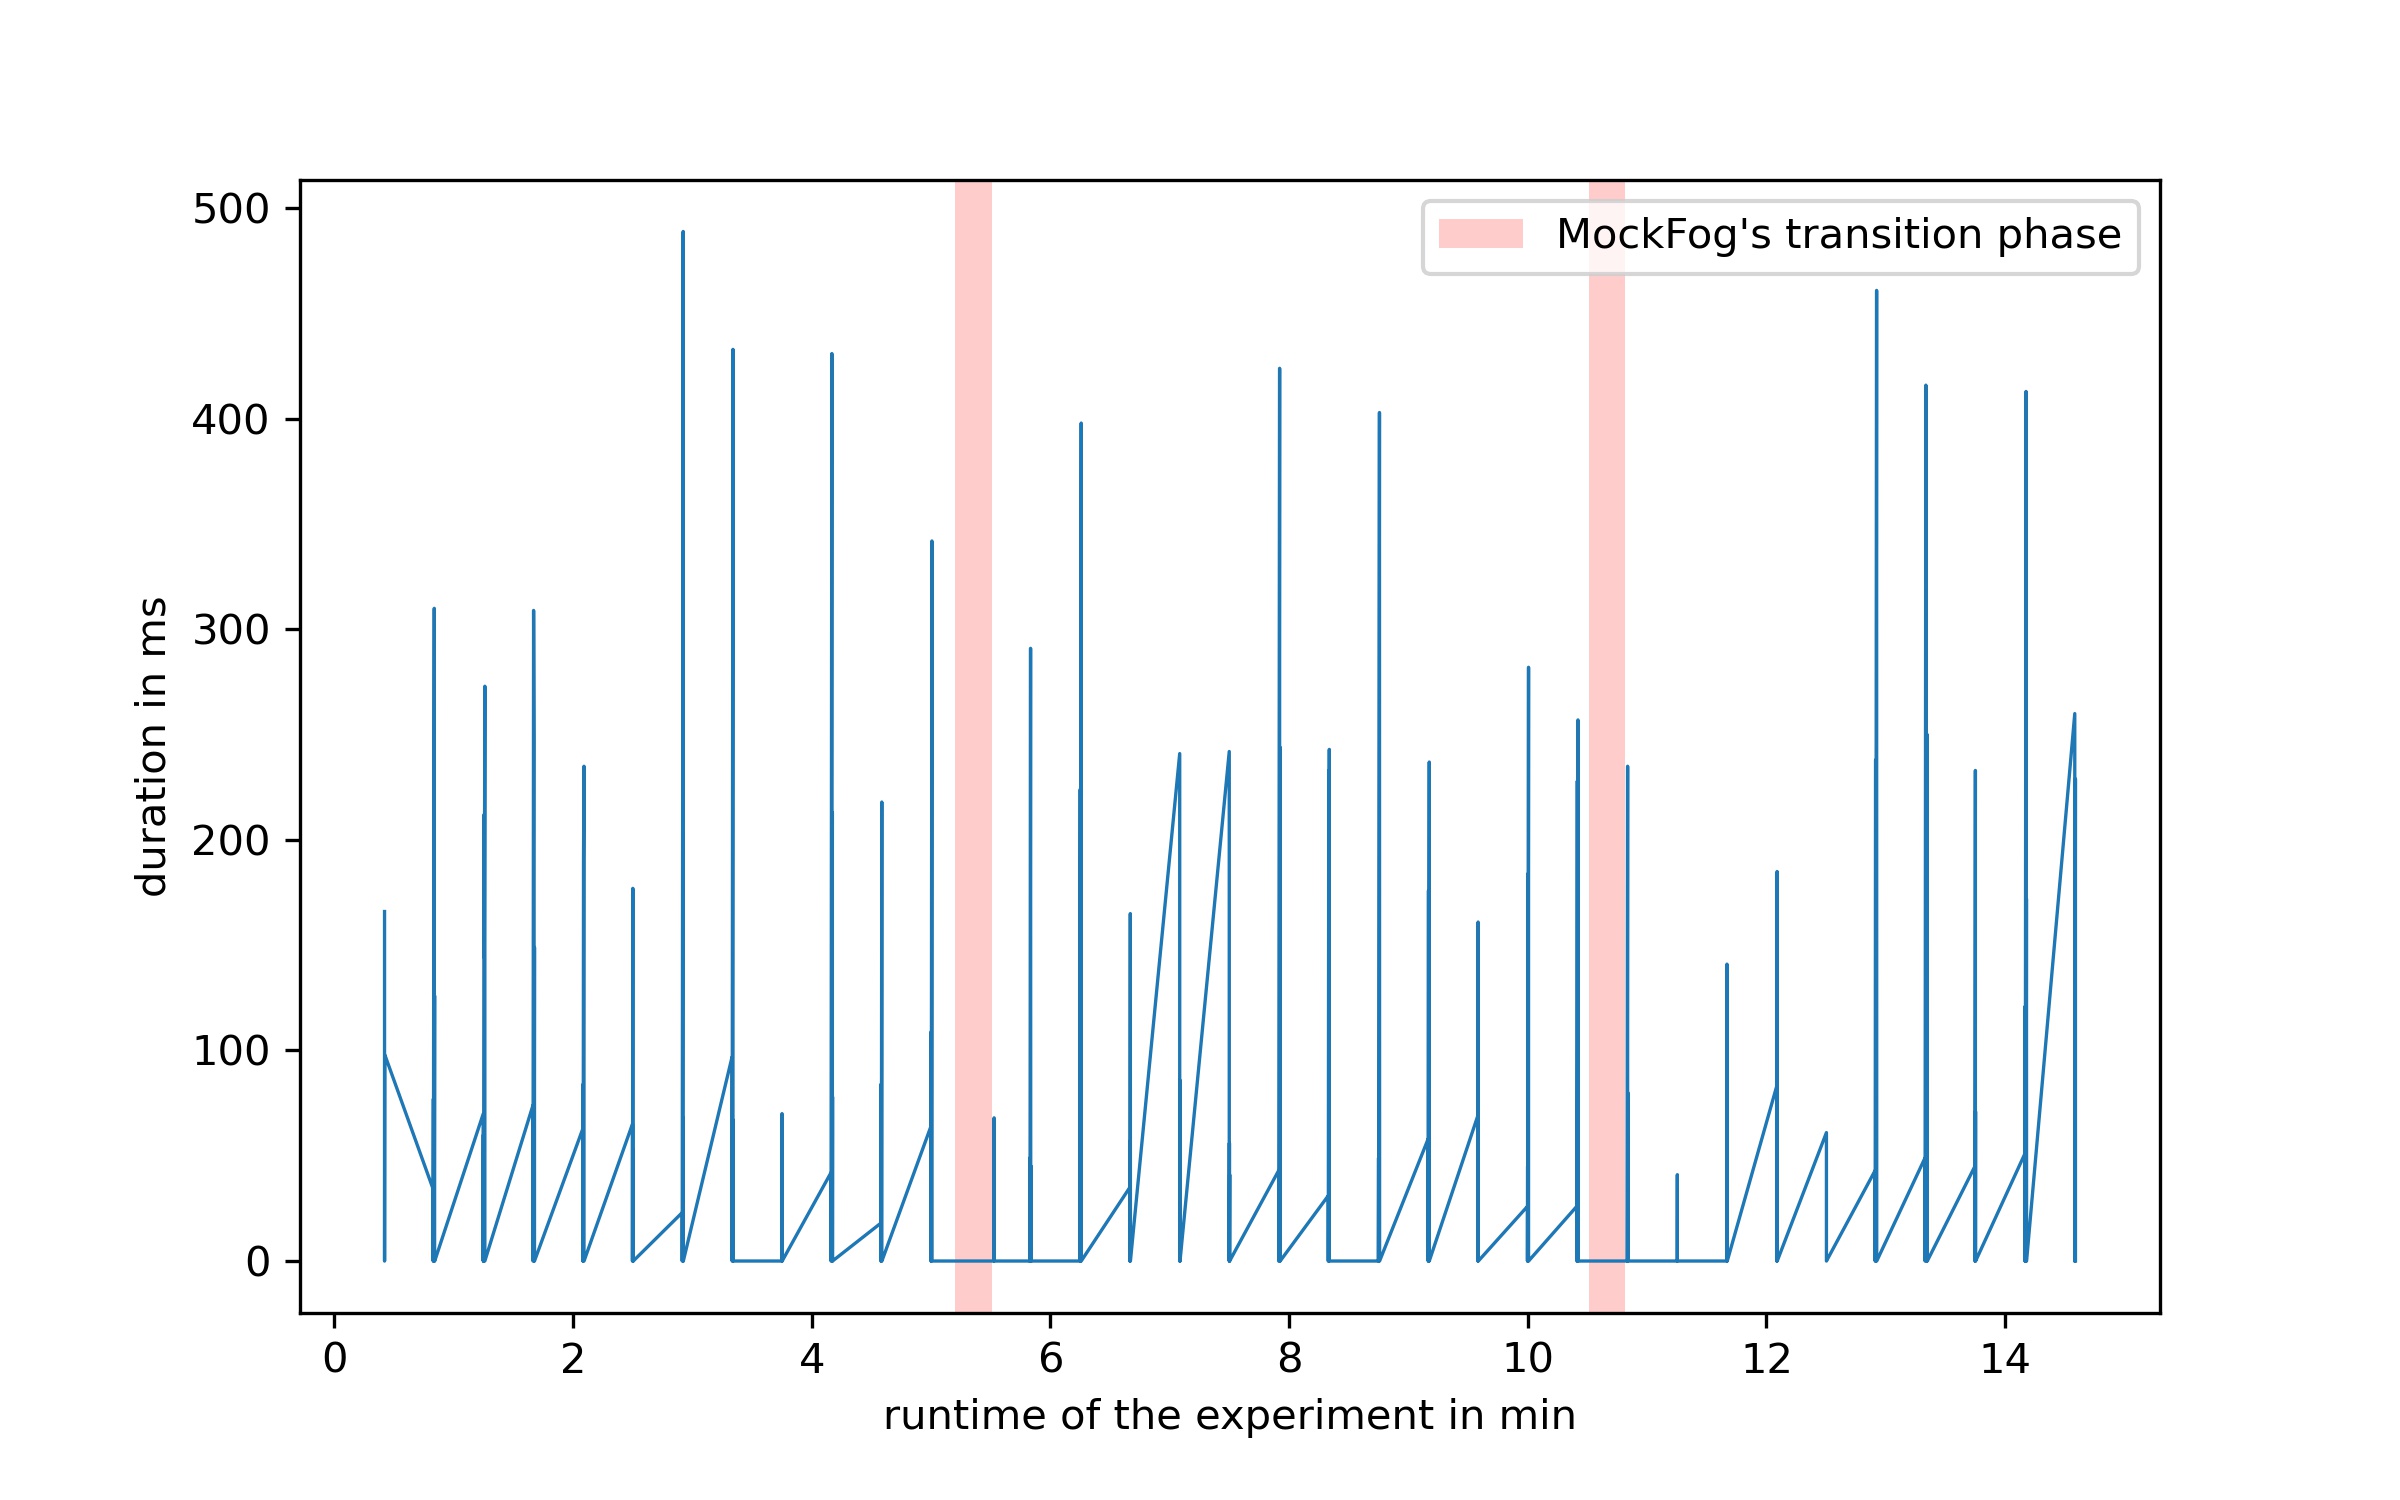 MockFog's transition phase
500
400
300
200
100
0
duration in ms
0 2 4 6 8 10 12 14
runtime of the experiment in min